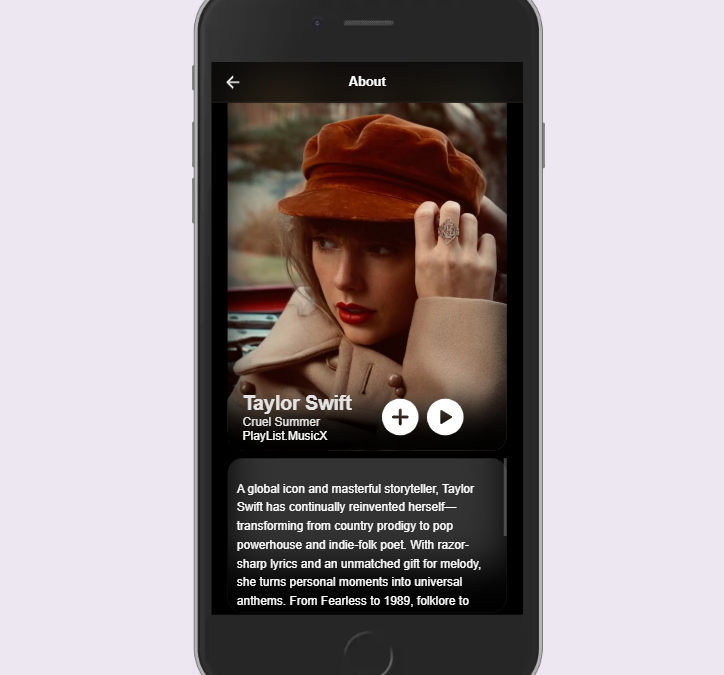 About
Taylor Swift
Cruel Summer
PlayList.MusicX
A global icon and masterful storyteller, Taylor
Swift has continually reinvented herself—
transforming from country prodigy to pop
powerhouse and indie-folk poet. With razor-
sharp lyrics and an unmatched gift for melody,
she turns personal moments into universal
anthems. From Fearless to 1989, folklore to